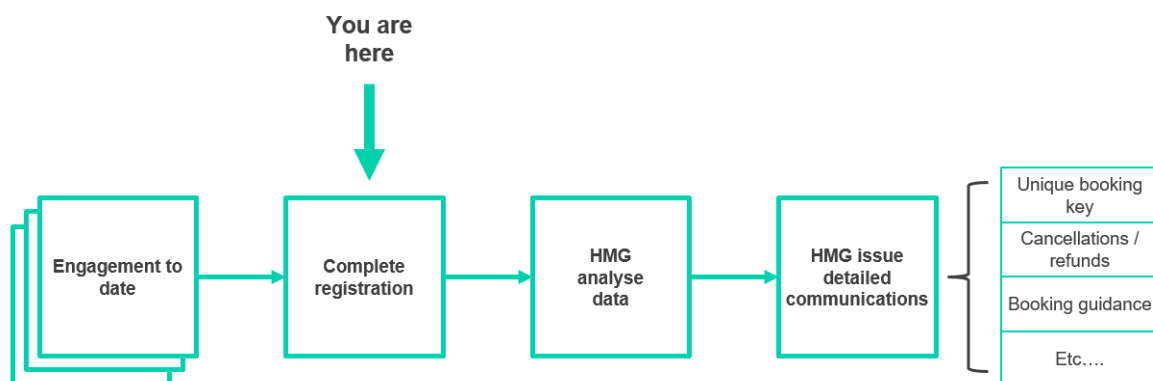 You are
here
Engagement to
date
Complete
registration
HMG
analyse
data
HMG issue
detailed
communications
Unique booking
key
Cancellations /
refunds
Booking guidance
Etc....